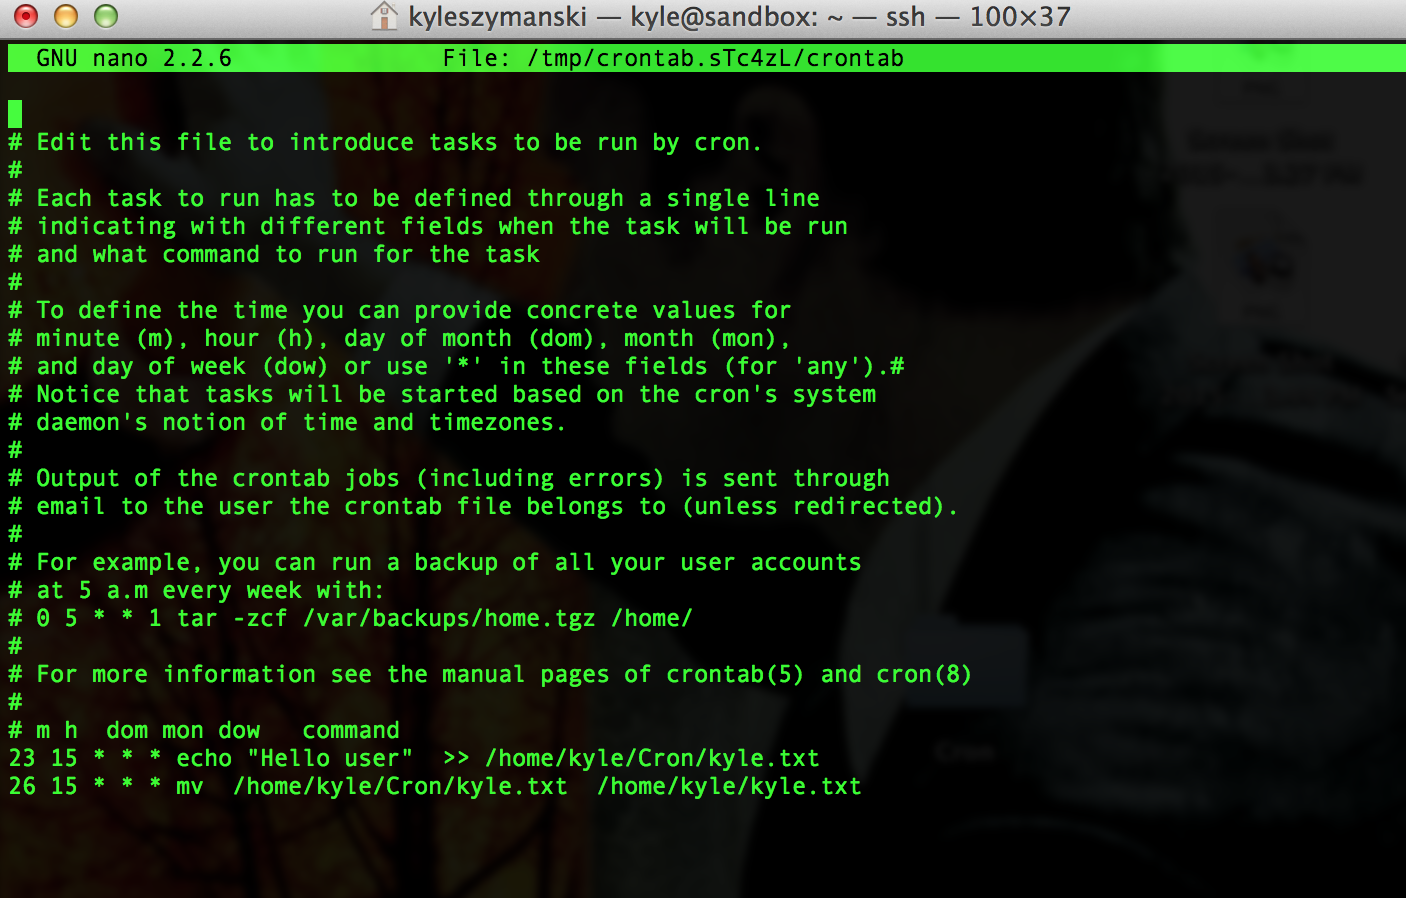 kyleszymanski — kyle@sandbox: ~ — ssh — 100×37
GNU nano 2.2.6 File: /tmp/crontab.sTc4zL/crontab
# Edit this file to introduce tasks to be run by cron.
#
# Each task to run has to be defined through a single line
# indicating with different fields when the task will be run
# and what command to run for the task
#
# To define the time you can provide concrete values for
# minute (m), hour (h), day of month (dom), month (mon),
# and day of week (dow) or use '*' in these fields (for 'any').#
# Notice that tasks will be started based on the cron's system
# daemon's notion of time and timezones.
#
# Output of the crontab jobs (including errors) is sent through
# email to the user the crontab file belongs to (unless redirected).
#
# For example, you can run a backup of all your user accounts
# at 5 a.m every week with:
# 0 5 * * 1 tar -zcf /var/backups/home.tgz /home/
#
# For more information see the manual pages of crontab(5) and cron(8)
#
# m h  dom mon dow   command
23 15 * * * echo "Hello user"  >> /home/kyle/Cron/kyle.txt
26 15 * * * mv  /home/kyle/Cron/kyle.txt  /home/kyle/kyle.txt